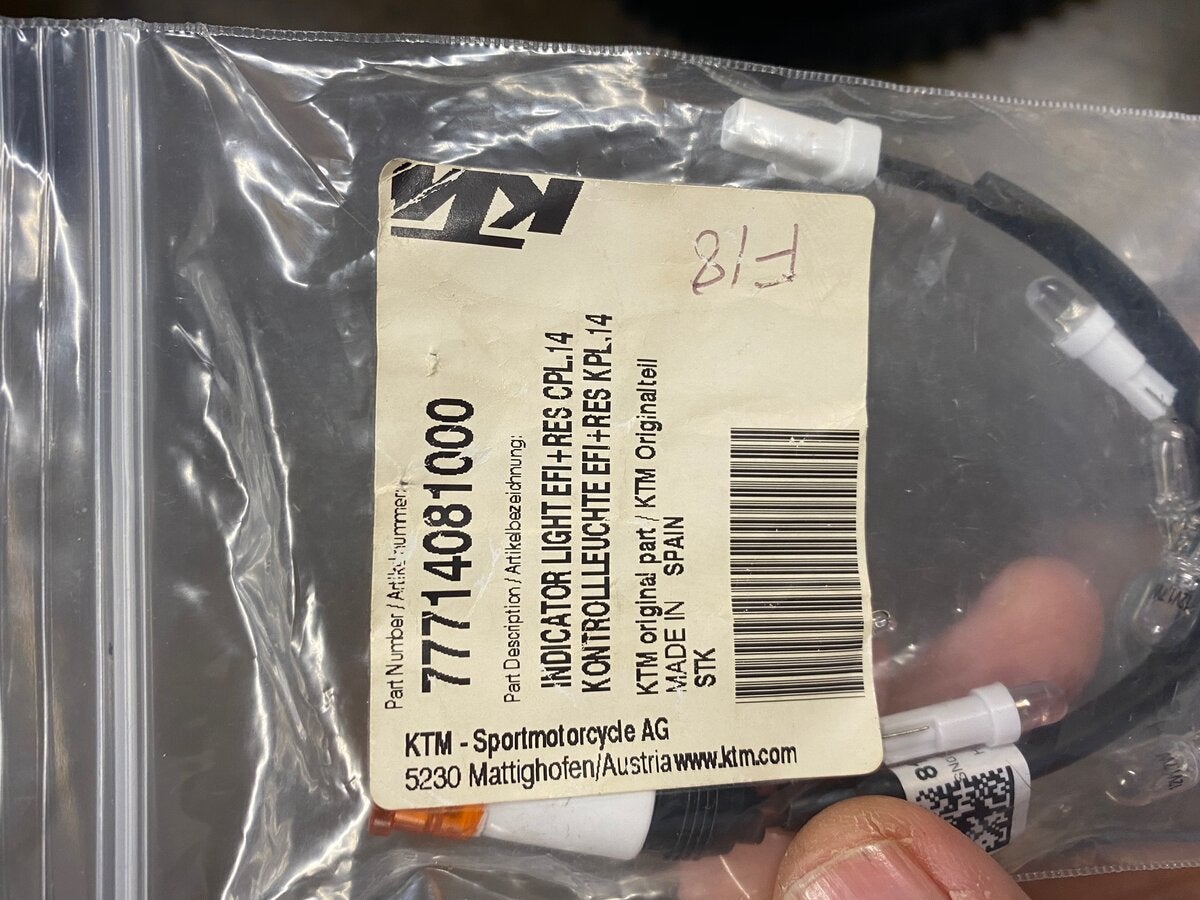 KTM
F18
Part Number / Artikelnummer:
77714081000
Part Description / Artikelbezeichnung:
INDICATOR LIGHT EFI+RES CPL.14
KONTROLLLEUCHTE EFI+RES KPL.14
KTM original part / KTM Originalteil
MADE IN SPAIN
STK
KTM - Sportmotorcycle AG
5230 Mattighofen/Austria www.ktm.com